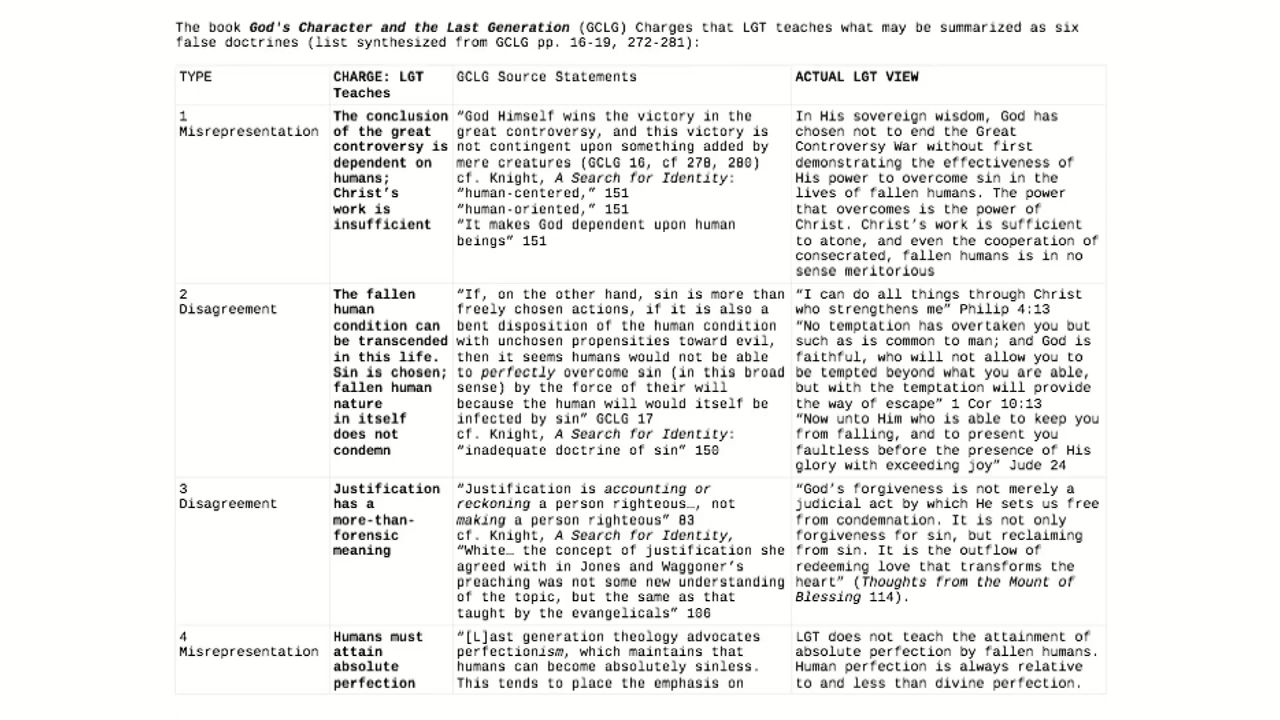 The book God's Character and the Last Generation (GCLG) Charges that LGT teaches what may be summarized as six
false doctrines (list synthesized from GCLG pp. 16-19, 272-281):
TYPE
CHARGE: LGT
Teaches
GCLG Source Statements
ACTUAL LGT VIEW
1
Misrepresentation
The conclusion
of the great
controversy is
dependent on
humans;
Christ's
work is
insufficient
“God Himself wins the victory in the
great controversy, and this victory is
not contingent upon something added by
mere creatures (GCLG 16, cf 278, 280)
cf. Knight, A Search for Identity:
“human-centered,” 151
“human-oriented,” 151
“It makes God dependent upon human
beings” 151
In His sovereign wisdom, God has
chosen not to end the Great
Controversy War without first
demonstrating the effectiveness of
His power to overcome sin in the
lives of fallen humans. The power
that overcomes is the power of
Christ. Christ's work is sufficient
to atone, and even the cooperation of
consecrated, fallen humans is in no
sense meritorious
2
Disagreement
The fallen
human
condition can
be transcended
in this life.
Sin is chosen;
fallen human
nature
in itself
does not
condemn
“If, on the other hand, sin is more than
freely chosen actions, if it is also a
bent disposition of the human condition
with unchosen propensities toward evil,
then it seems humans would not be able
to perfectly overcome sin (in this broad
sense) by the force of their will
because the human will would itself be
infected by sin” GCLG 17
cf. Knight, A Search for Identity:
“inadequate doctrine of sin” 150
“I can do all things through Christ
who strengthens me” Philip 4:13
“No temptation has overtaken you but
such as is common to man; and God is
faithful, who will not allow you to
be tempted beyond what you are able,
but with the temptation will provide
the way of escape” 1 Cor 10:13
“Now unto Him who is able to keep you
from falling, and to present you
faultless before the presence of His
glory with exceeding joy” Jude 24
3
Disagreement
Justification
has a
more-than-
forensic
meaning
“Justification is accounting or
reckoning a person righteous…, not
making a person righteous” 83
cf. Knight, A Search for Identity,
“White… the concept of justification she
agreed with in Jones and Waggoner's
preaching was not some new understanding
of the topic, but the same as that
taught by the evangelicals” 106
“God's forgiveness is not merely a
judicial act by which He sets us free
from condemnation. It is not only
forgiveness for sin, but reclaiming
from sin. It is the outflow of
redeeming love that transforms the
heart” (Thoughts from the Mount of
Blessing 114).
4
Misrepresentation
Humans must
attain
absolute
perfection
“[L]ast generation theology advocates
perfectionism, which maintains that
humans can become absolutely sinless.
This tends to place the emphasis on
LGT does not teach the attainment of
absolute perfection by fallen humans.
Human perfection is always relative
to and less than divine perfection.